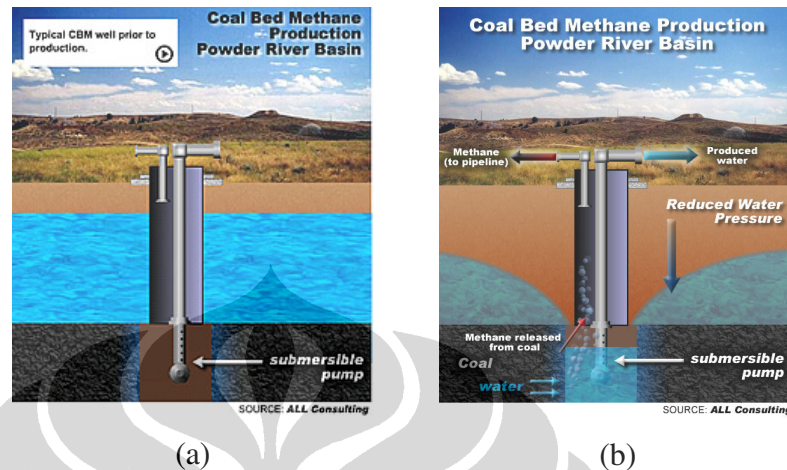 Typical CBM well prior to
production.
Coal Bed Methane
Production
Powder River Basin
submersible
pump
SOURCE: ALL Consulting
(a)
Coal Bed Methane Production
Powder River Basin
Methane
(to pipeline)
Produced
water
Reduced Water
Pressure
Methane released
from coal
Coal
water
submersible
pump
SOURCE: ALL Consulting
(b)